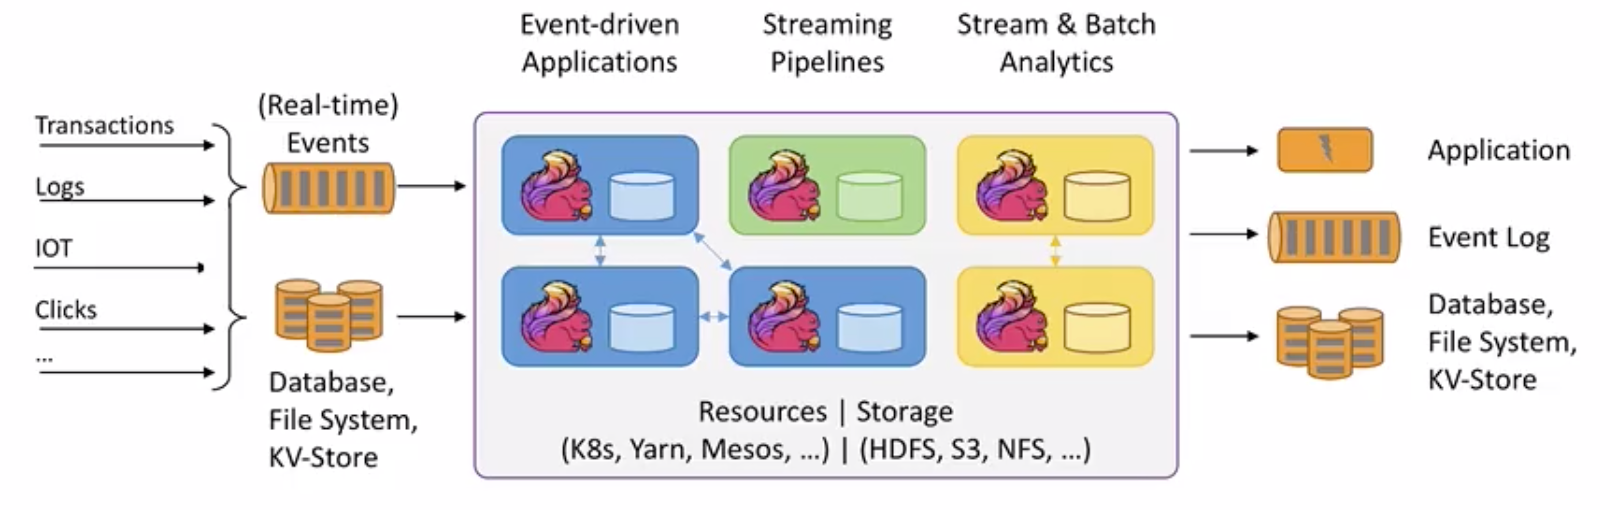 Event-driven
Applications
Streaming
Pipelines
Stream & Batch
Analytics
Transactions
Logs
IOT
Clicks
...
(Real-time)
Events
Database,
File System,
KV-Store
Resources | Storage
(K8s, Yarn, Mesos, ...) | (HDFS, S3, NFS, ...)
Application
Event Log
Database,
File System,
KV-Store